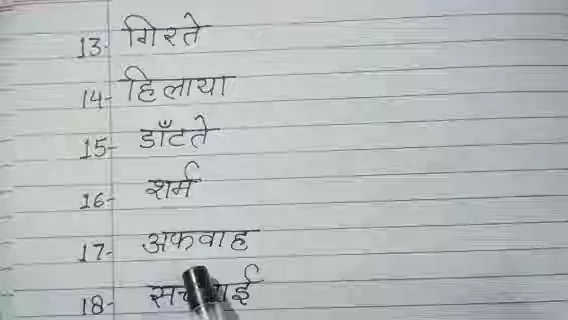 13- गिरते
14- हिलाया
15- डाँटते
16- शर्म
17- अफवाह
18-